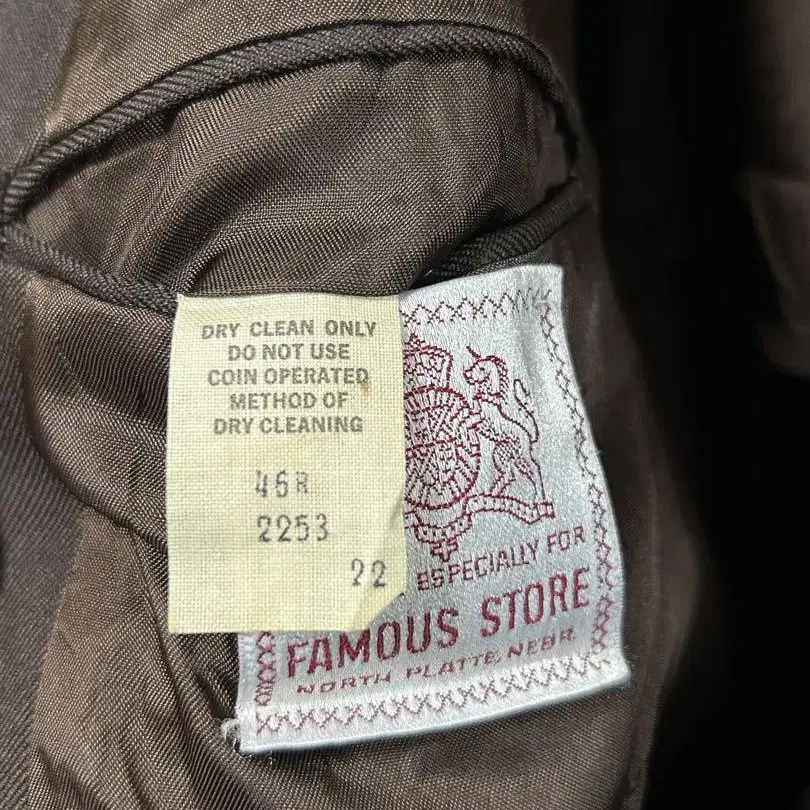 DRY CLEAN ONLY
DO NOT USE
COIN OPERATED
METHOD OF
DRY CLEANING
46R
2253
22
ESPECIALLY FOR
FAMOUS STORE
NORTH PLATTE, NEBR.